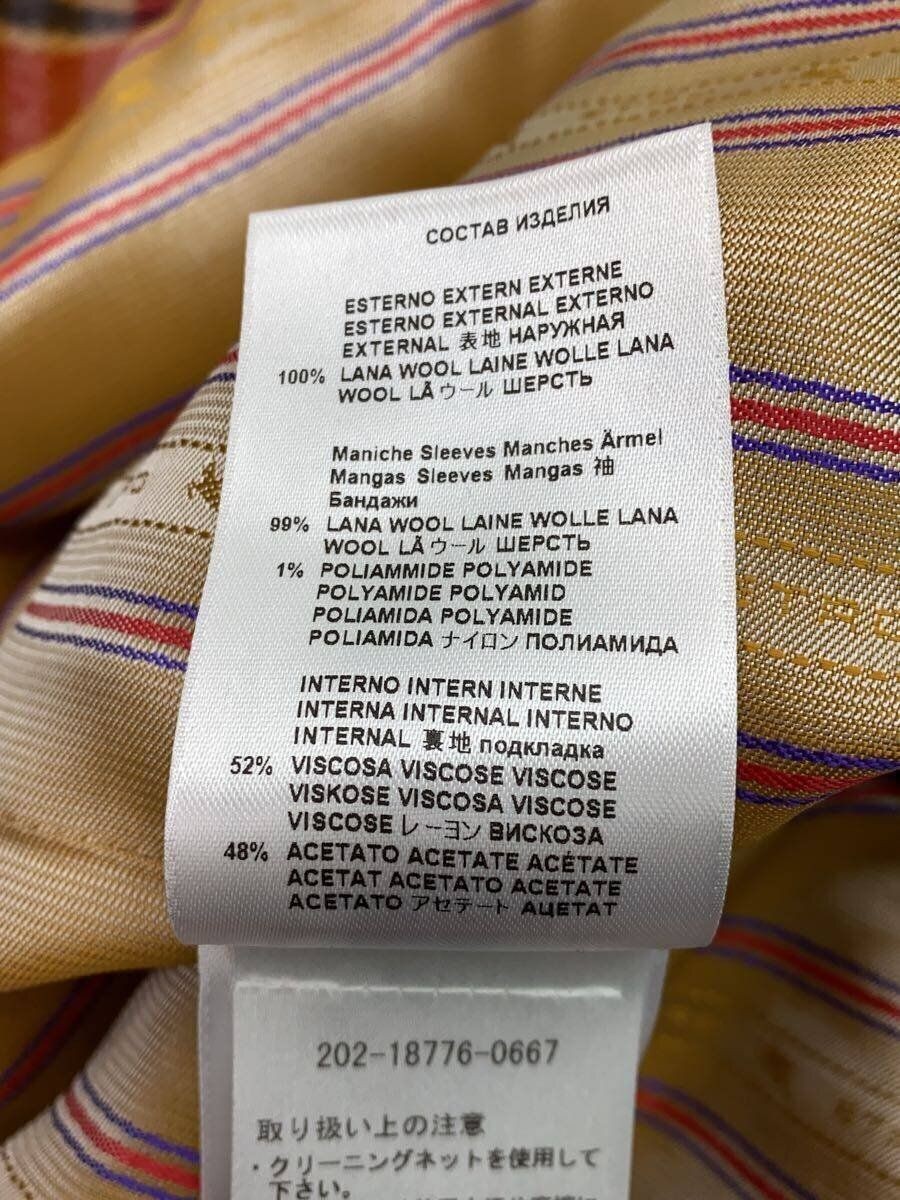 СОСТАВ ИЗДЕЛИЯ
ESTERNO EXTERN EXTERNE
ESTERNO EXTERNAL EXTERNO
EXTERNAL 表地 НАРУЖНАЯ
100% LANA WOOL LAINE WOLLE LANA
WOOL LÃ ウール ШЕРСТЬ
Maniche Sleeves Manches Ärmel
Mangas Sleeves Mangas 袖
Бандажи
99% LANA WOOL LAINE WOLLE LANA
WOOL LÃ ウール ШЕРСТЬ
1% POLIAMMIDE POLYAMIDE
POLYAMIDE POLYAMID
POLIAMIDA POLYAMIDE
POLIAMIDA ナイロン ПОЛИАМИДА
INTERNO INTERN INTERNE
INTERNA INTERNAL INTERNO
INTERNAL 裏地 подкладка
52% VISCOSA VISCOSE VISCOSE
VISKOSE VISCOSA VISCOSE
VISCOSE レーヨン ВИСКОЗА
48% ACETATO ACETATE ACÉTATE
ACETAT ACETATO ACETATE
ACETATO アセテート АЦЕТАТ
202-18776-0667
取り扱い上の注意
・クリーニングネットを使用して
下さい。